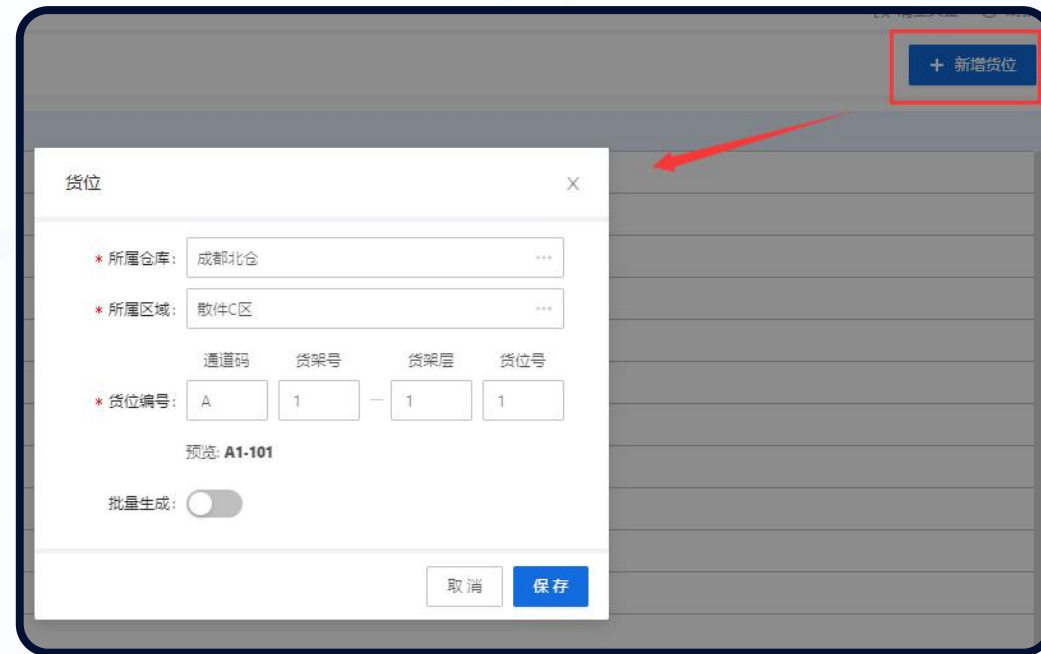 + 新增货位
货位
* 所属仓库: 成都北仓
* 所属区域: 散件C区
通道码 货架号 货架层 货位号
* 货位编号: A 1 — 1 1
预览: A1-101
批量生成:
取消 保存